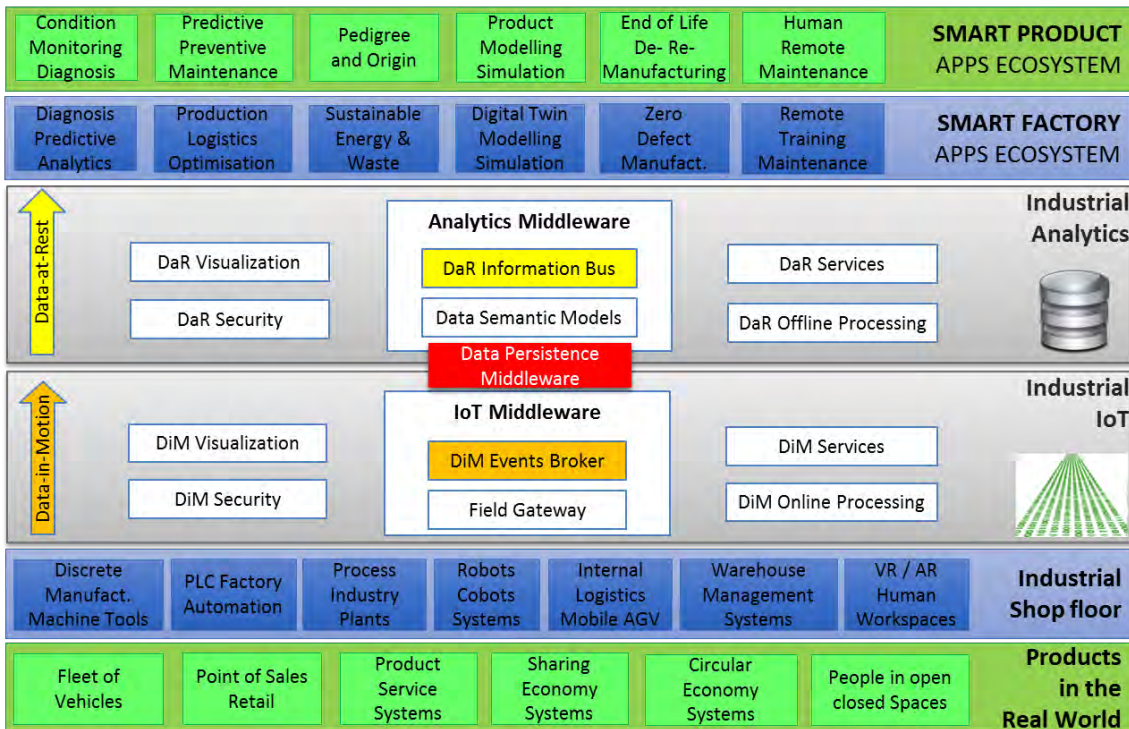 Condition
Monitoring
Diagnosis
Predictive
Preventive
Maintenance
Pedigree
and Origin
Product
Modelling
Simulation
End of Life
De- Re-
Manufacturing
Human
Remote
Maintenance
SMART PRODUCT
APPS ECOSYSTEM
Diagnosis
Predictive
Analytics
Production
Logistics
Optimisation
Sustainable
Energy &
Waste
Digital Twin
Modelling
Simulation
Zero
Defect
Manufact.
Remote
Training
Maintenance
SMART FACTORY
APPS ECOSYSTEM
Data-at-Rest
DaR Visualization
DaR Security
Analytics Middleware
DaR Information Bus
Data Semantic Models
DaR Services
DaR Offline Processing
Industrial
Analytics
Data Persistence
Middleware
Data-in-Motion
DiM Visualization
DiM Security
IoT Middleware
DiM Events Broker
Field Gateway
DiM Services
DiM Online Processing
Industrial
IoT
Discrete
Manufact.
Machine Tools
PLC Factory
Automation
Process
Industry
Plants
Robots
Cobots
Systems
Internal
Logistics
Mobile AGV
Warehouse
Management
Systems
VR / AR
Human
Workspaces
Industrial
Shop floor
Fleet of
Vehicles
Point of Sales
Retail
Product
Service
Systems
Sharing
Economy
Systems
Circular
Economy
Systems
People in open
closed Spaces
Products
in the
Real World